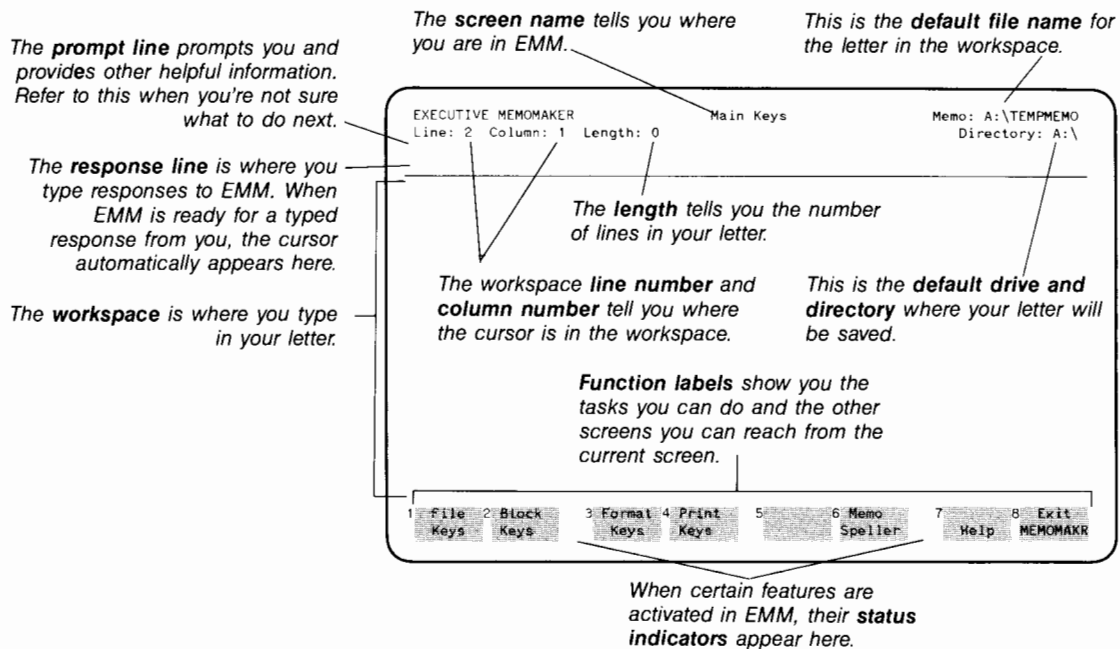 The screen name tells you where
you are in EMM.
This is the default file name for
the letter in the workspace.
The prompt line prompts you and
provides other helpful information.
Refer to this when you're not sure
what to do next.
EXECUTIVE MEMOMAKER Main Keys Memo: A:\TEMPMEMO
Line: 2 Column: 1 Length: 0 Directory: A:\
The response line is where you
type responses to EMM. When
EMM is ready for a typed
response from you, the cursor
automatically appears here.
The length tells you the number
of lines in your letter.
The workspace line number and
column number tell you where
the cursor is in the workspace.
This is the default drive and
directory where your letter will
be saved.
The workspace is where you type
in your letter.
Function labels show you the
tasks you can do and the other
screens you can reach from the
current screen.
1 File 2 Block 3 Format 4 Print 5 6 Memo 7 8 Exit
Keys Keys Keys Keys Speller Help MEMOMAKR
When certain features are
activated in EMM, their status
indicators appear here.